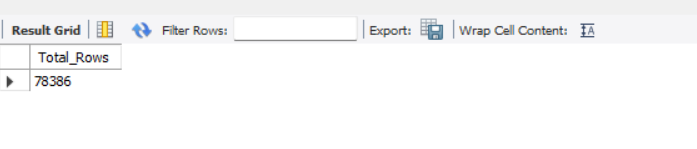 Result Grid Filter Rows: Export: Wrap Cell Content:
Total_Rows
78386